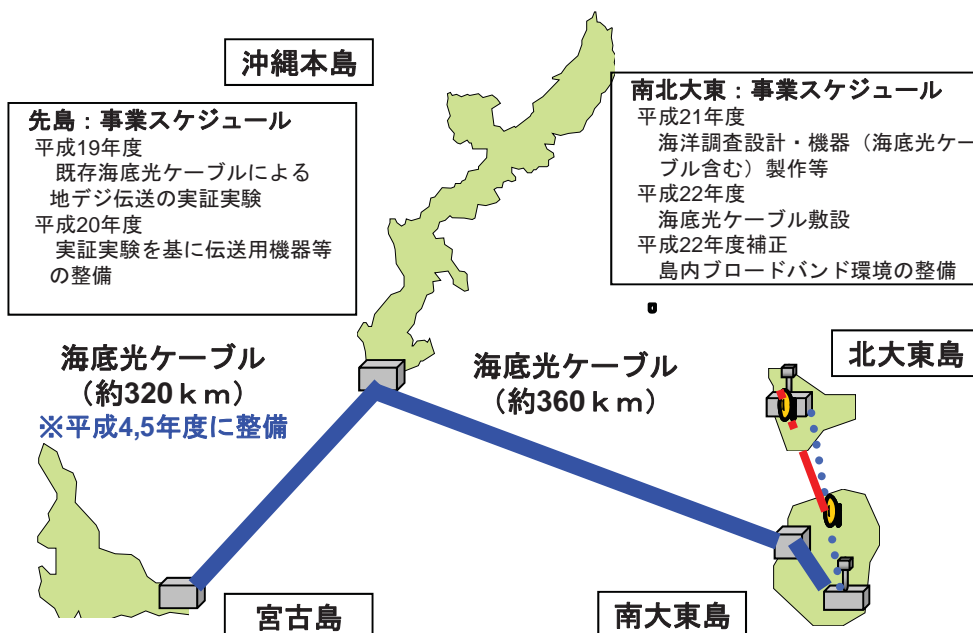 沖縄本島
先島：事業スケジュール
平成19年度
既存海底光ケーブルによる
地デジ伝送の実証実験
平成20年度
実証実験を基に伝送用機器等
の整備
南北大東：事業スケジュール
平成21年度
海洋調査設計・機器（海底光ケー
ブル含む）製作等
平成22年度
海底光ケーブル敷設
平成22年度補正
島内ブロードバンド環境の整備
海底光ケーブル
（約320ｋｍ）
※平成4,5年度に整備
海底光ケーブル
（約360ｋｍ）
北大東島
宮古島
南大東島